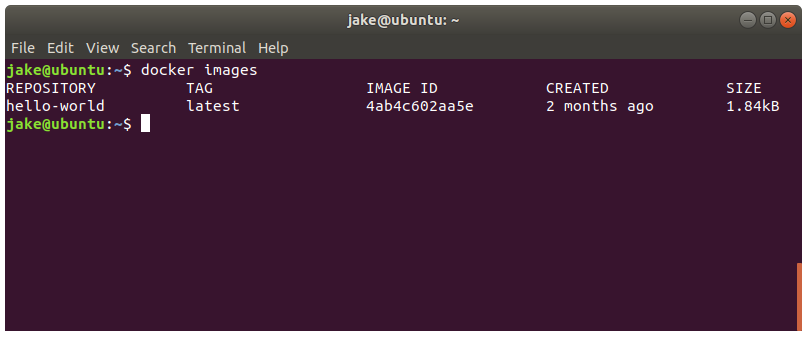 jake@ubuntu: ~
File Edit View Search Terminal Help
jake@ubuntu:~$ docker images
REPOSITORY TAG IMAGE ID CREATED SIZE
hello-world latest 4ab4c602aa5e 2 months ago 1.84kB
jake@ubuntu:~$